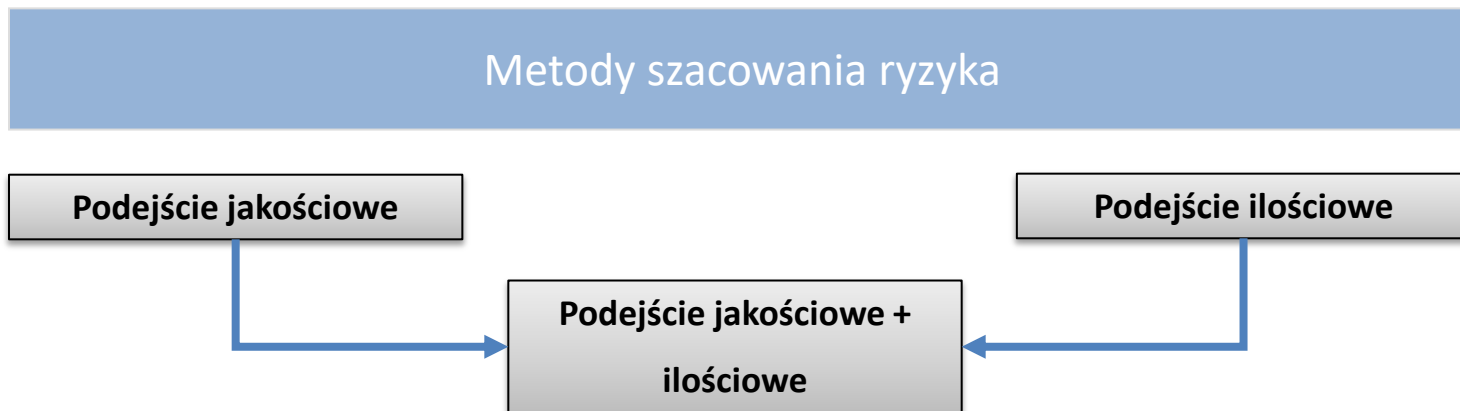 Metody szacowania ryzyka
Podejście jakościowe
Podejście ilościowe
Podejście jakościowe +
ilościowe